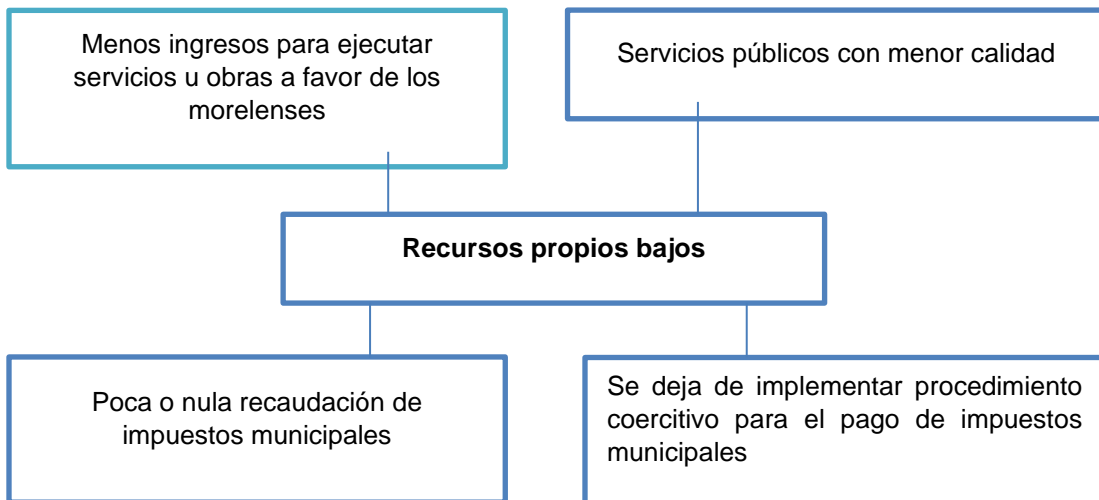 Menos ingresos para ejecutar
servicios u obras a favor de los
morelenses
Servicios públicos con menor calidad
Recursos propios bajos
Poca o nula recaudación de
impuestos municipales
Se deja de implementar procedimiento
coercitivo para el pago de impuestos
municipales